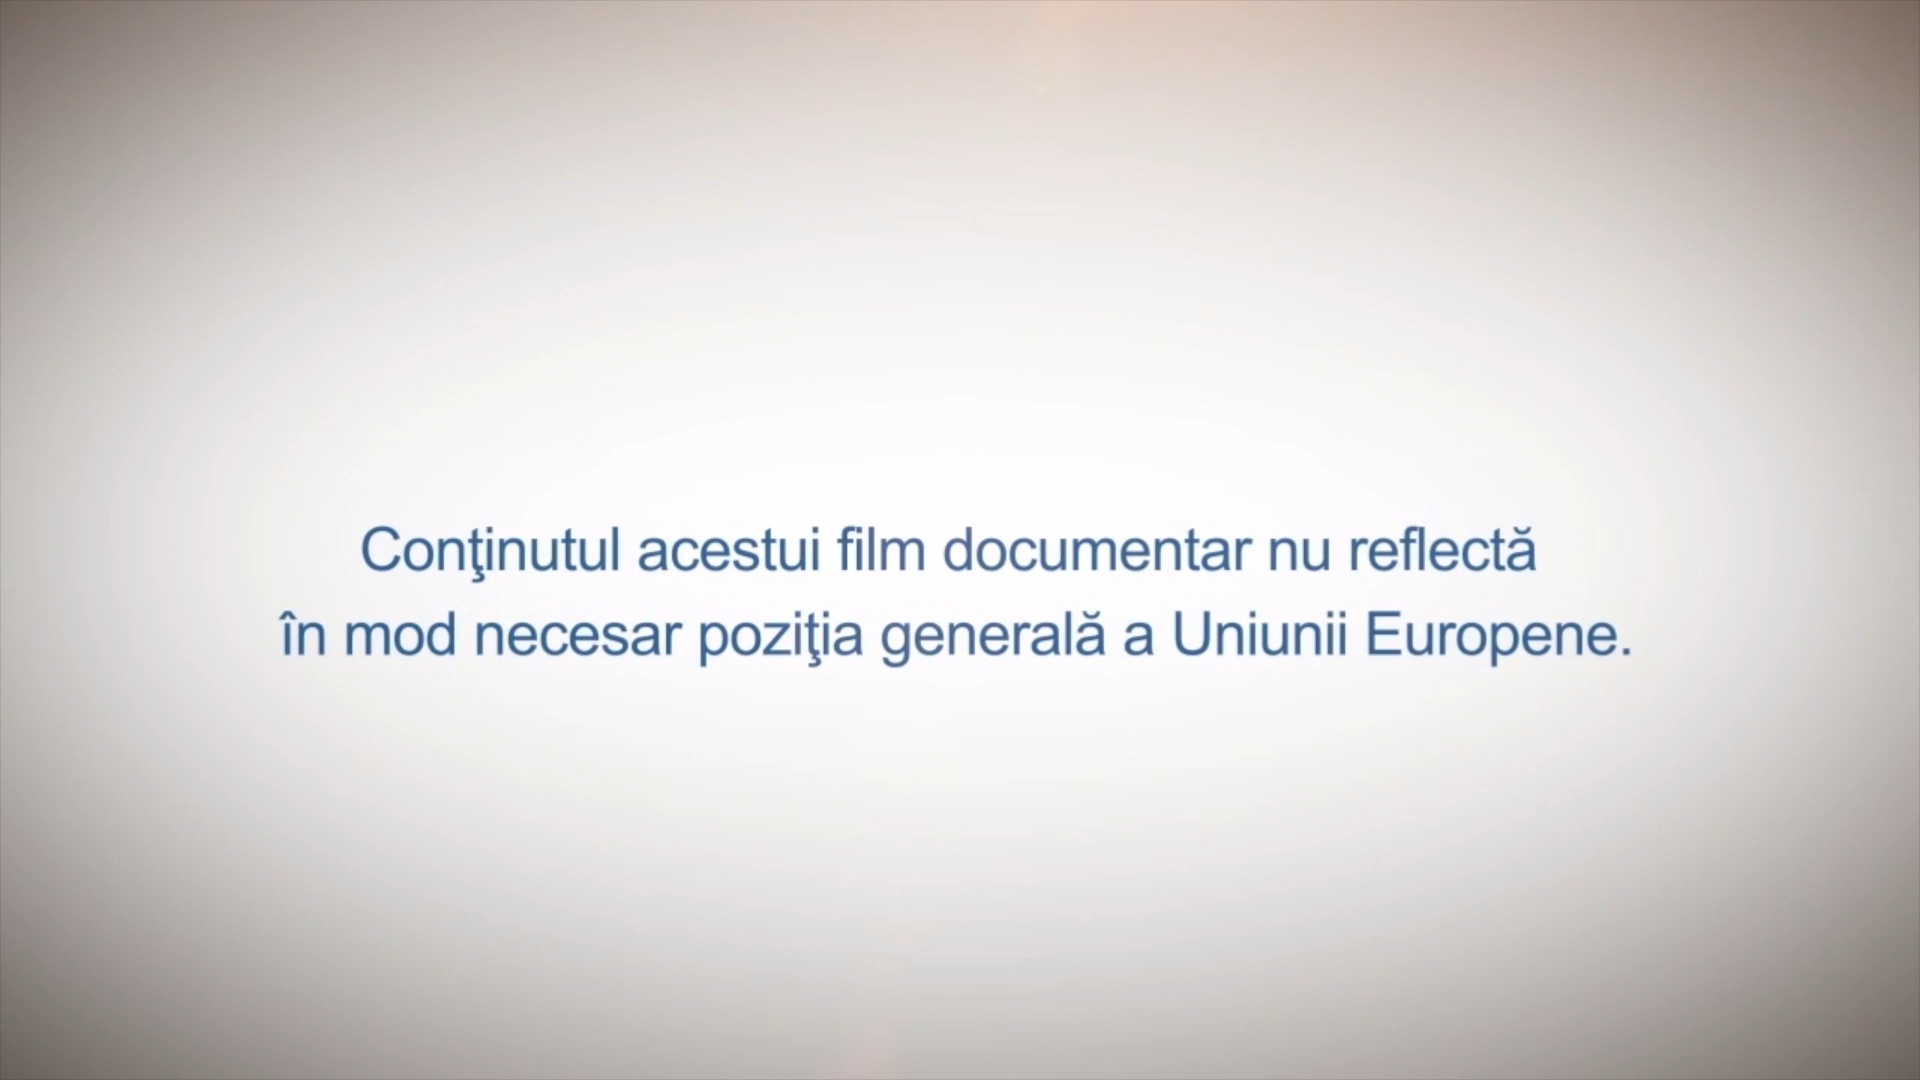 Conţinutul acestui film documentar nu reflectă
în mod necesar poziţia generală a Uniunii Europene.